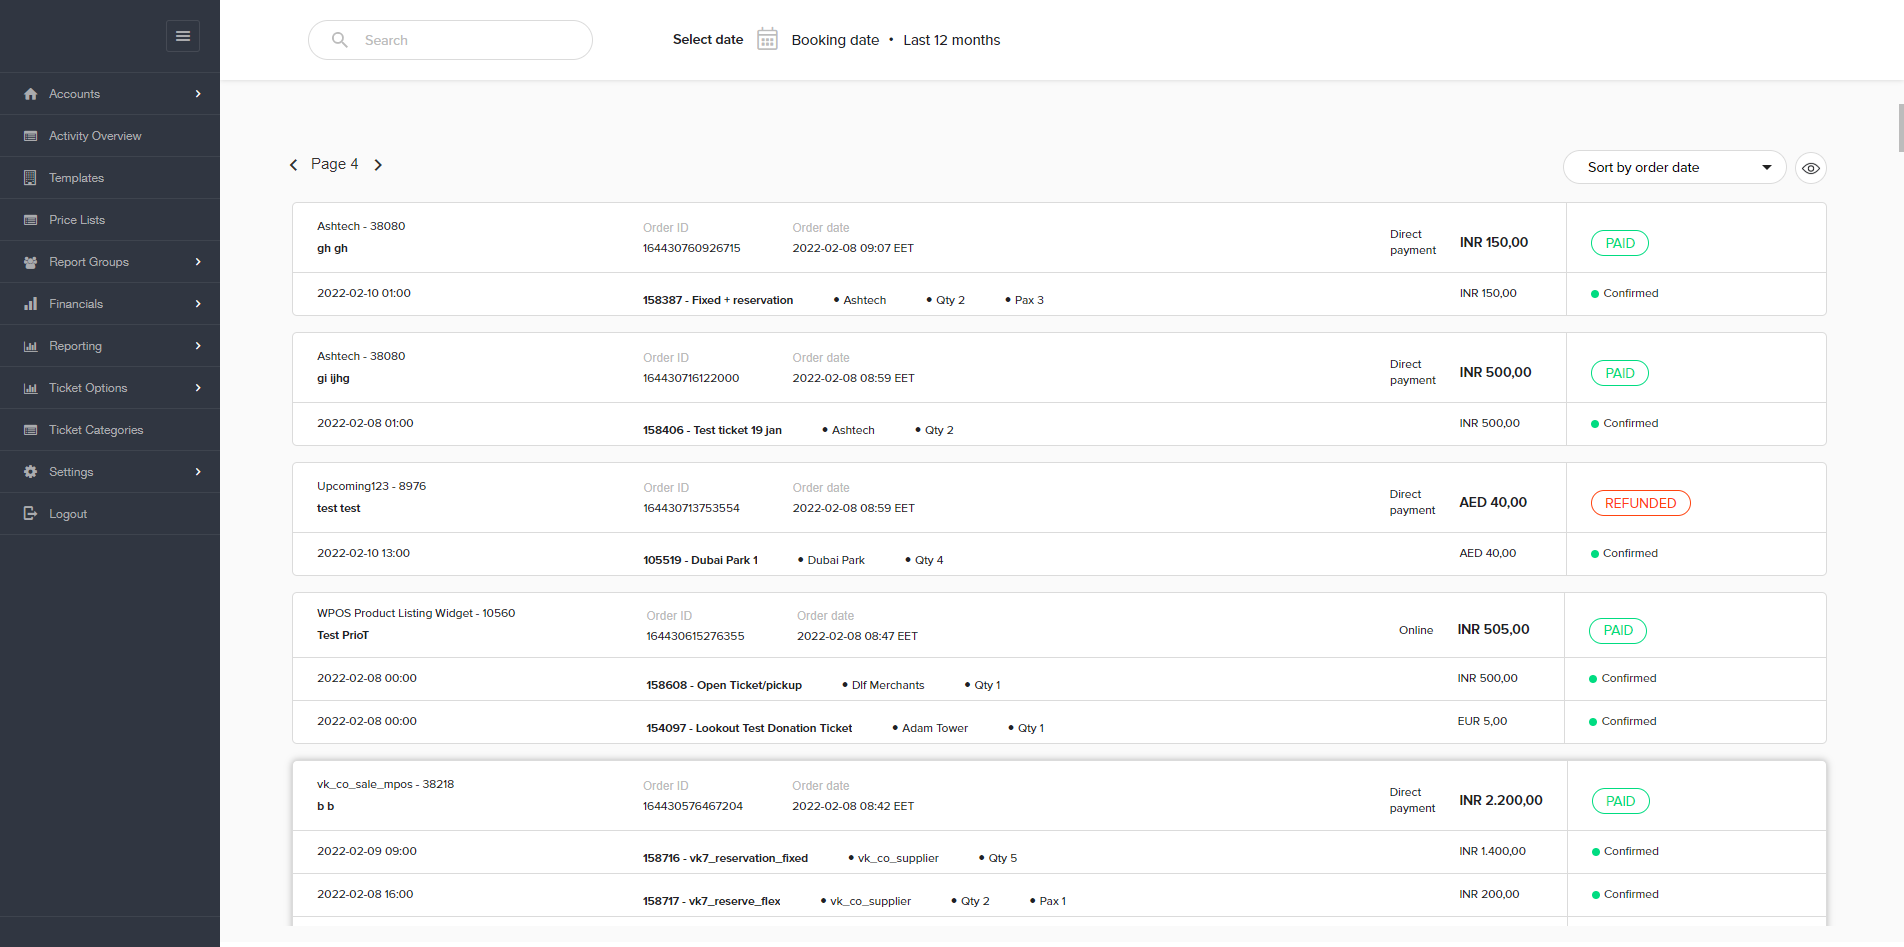 Search
Select date Booking date • Last 12 months
Accounts
Activity Overview
Templates
Price Lists
Report Groups
Financials
Reporting
Ticket Options
Ticket Categories
Settings
Logout
Page 4
Sort by order date
Ashtech - 38080
gh gh
Order ID
164430760926715
Order date
2022-02-08 09:07 EET
Direct
payment
INR 150,00
PAID
2022-02-10 01:00
158387 - Fixed + reservation • Ashtech • Qty 2 • Pax 3
INR 150,00
Confirmed
Ashtech - 38080
gi ijhg
Order ID
164430716122000
Order date
2022-02-08 08:59 EET
Direct
payment
INR 500,00
PAID
2022-02-08 01:00
158406 - Test ticket 19 jan • Ashtech • Qty 2
INR 500,00
Confirmed
Upcoming123 - 8976
test test
Order ID
164430713753554
Order date
2022-02-08 08:59 EET
Direct
payment
AED 40,00
REFUNDED
2022-02-10 13:00
105519 - Dubai Park 1 • Dubai Park • Qty 4
AED 40,00
Confirmed
WPOS Product Listing Widget - 10560
Test PrioT
Order ID
164430615276355
Order date
2022-02-08 08:47 EET
Online
INR 505,00
PAID
2022-02-08 00:00
158608 - Open Ticket/pickup • Dlf Merchants • Qty 1
INR 500,00
Confirmed
2022-02-08 00:00
154097 - Lookout Test Donation Ticket • Adam Tower • Qty 1
EUR 5,00
Confirmed
vk_co_sale_mpos - 38218
b b
Order ID
164430576467204
Order date
2022-02-08 08:42 EET
Direct
payment
INR 2.200,00
PAID
2022-02-09 09:00
158716 - vk7_reservation_fixed • vk_co_supplier • Qty 5
INR 1.400,00
Confirmed
2022-02-08 16:00
158717 - vk7_reserve_flex • vk_co_supplier • Qty 2 • Pax 1
INR 200,00
Confirmed